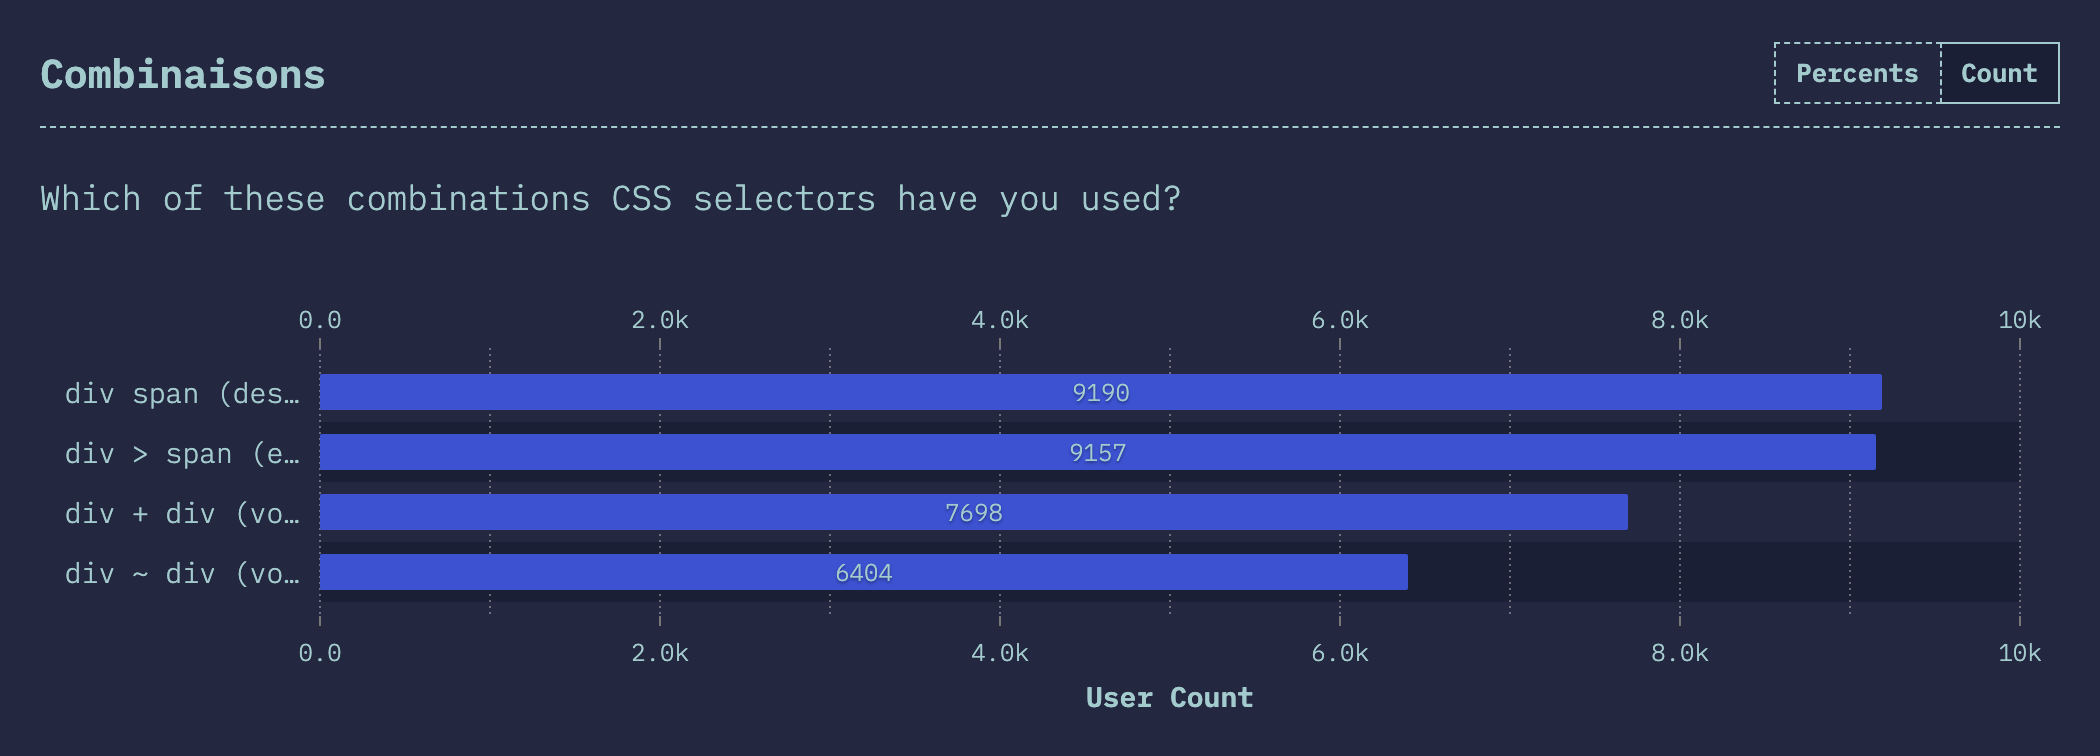 Combinaisons
Percents Count
Which of these combinations CSS selectors have you used?
0.0 2.0k 4.0k 6.0k 8.0k 10k
div span (des… 9190
div > span (e… 9157
div + div (vo… 7698
div ~ div (vo… 6404
0.0 2.0k 4.0k 6.0k 8.0k 10k
User Count